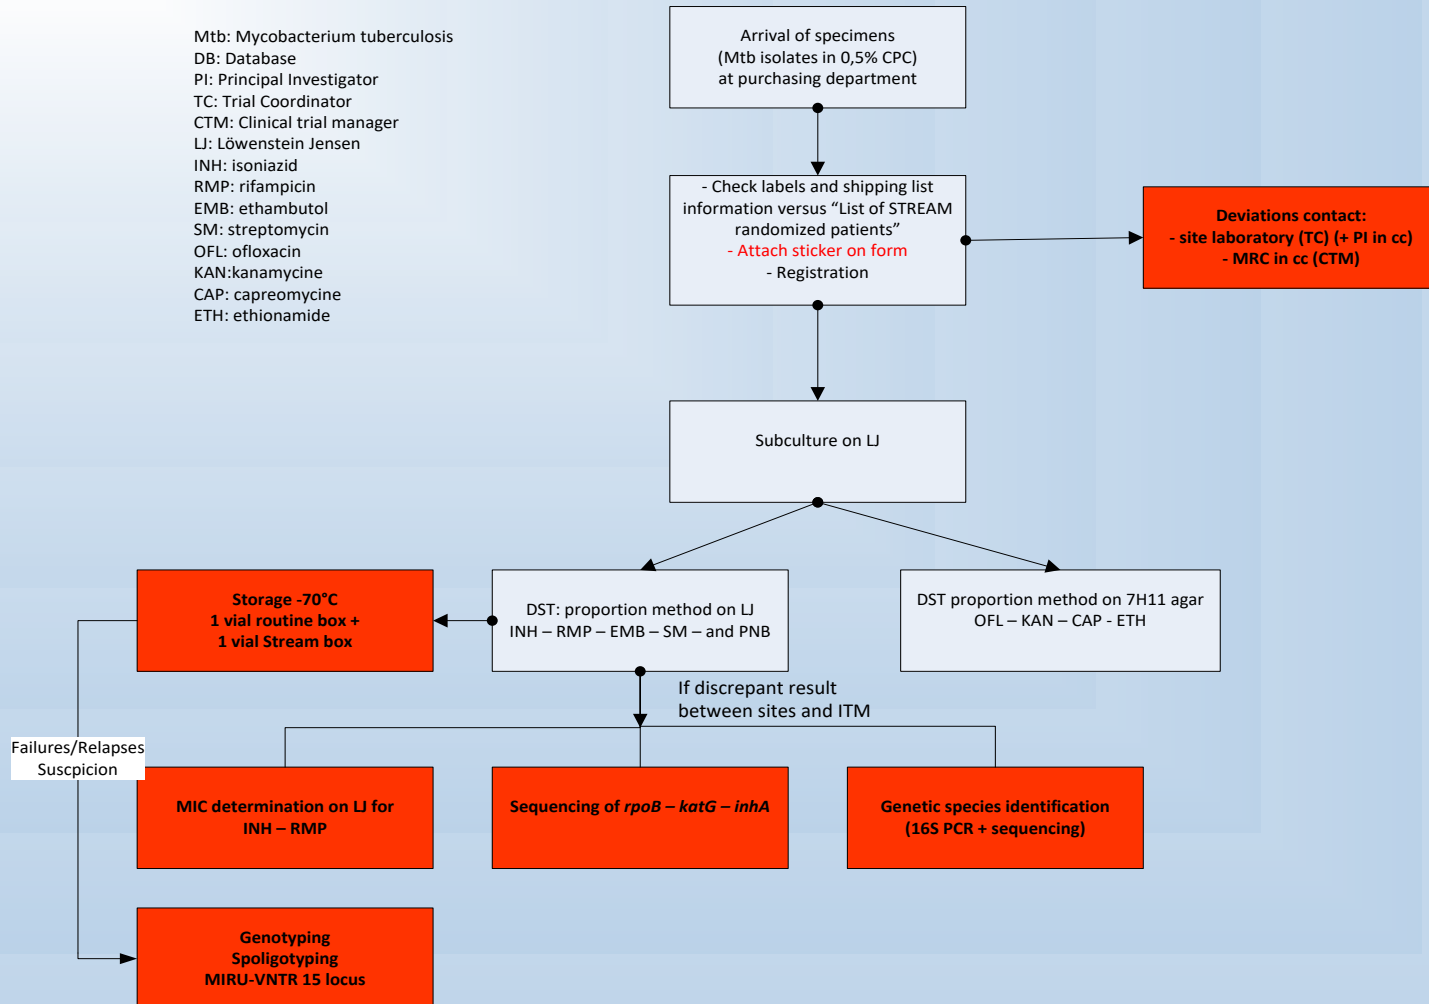 Mtb: Mycobacterium tuberculosis
DB: Database
PI: Principal Investigator
TC: Trial Coordinator
CTM: Clinical trial manager
LJ: Löwenstein Jensen
INH: isoniazid
RMP: rifampicin
EMB: ethambutol
SM: streptomycin
OFL: ofloxacin
KAN:kanamycine
CAP: capreomycine
ETH: ethionamide
Arrival of specimens
(Mtb isolates in 0,5% CPC)
at purchasing department
- Check labels and shipping list
information versus “List of STREAM
randomized patients”
- Attach sticker on form
- Registration
Deviations contact:
- site laboratory (TC) (+ PI in cc)
- MRC in cc (CTM)
Subculture on LJ
Storage -70°C
1 vial routine box +
1 vial Stream box
DST: proportion method on LJ
INH – RMP – EMB – SM – and PNB
DST proportion method on 7H11 agar
OFL – KAN – CAP - ETH
If discrepant result
between sites and ITM
Failures/Relapses
Suscpicion
MIC determination on LJ for
INH – RMP
Sequencing of rpoB – katG – inhA
Genetic species identification
(16S PCR + sequencing)
Genotyping
Spoligotyping
MIRU-VNTR 15 locus